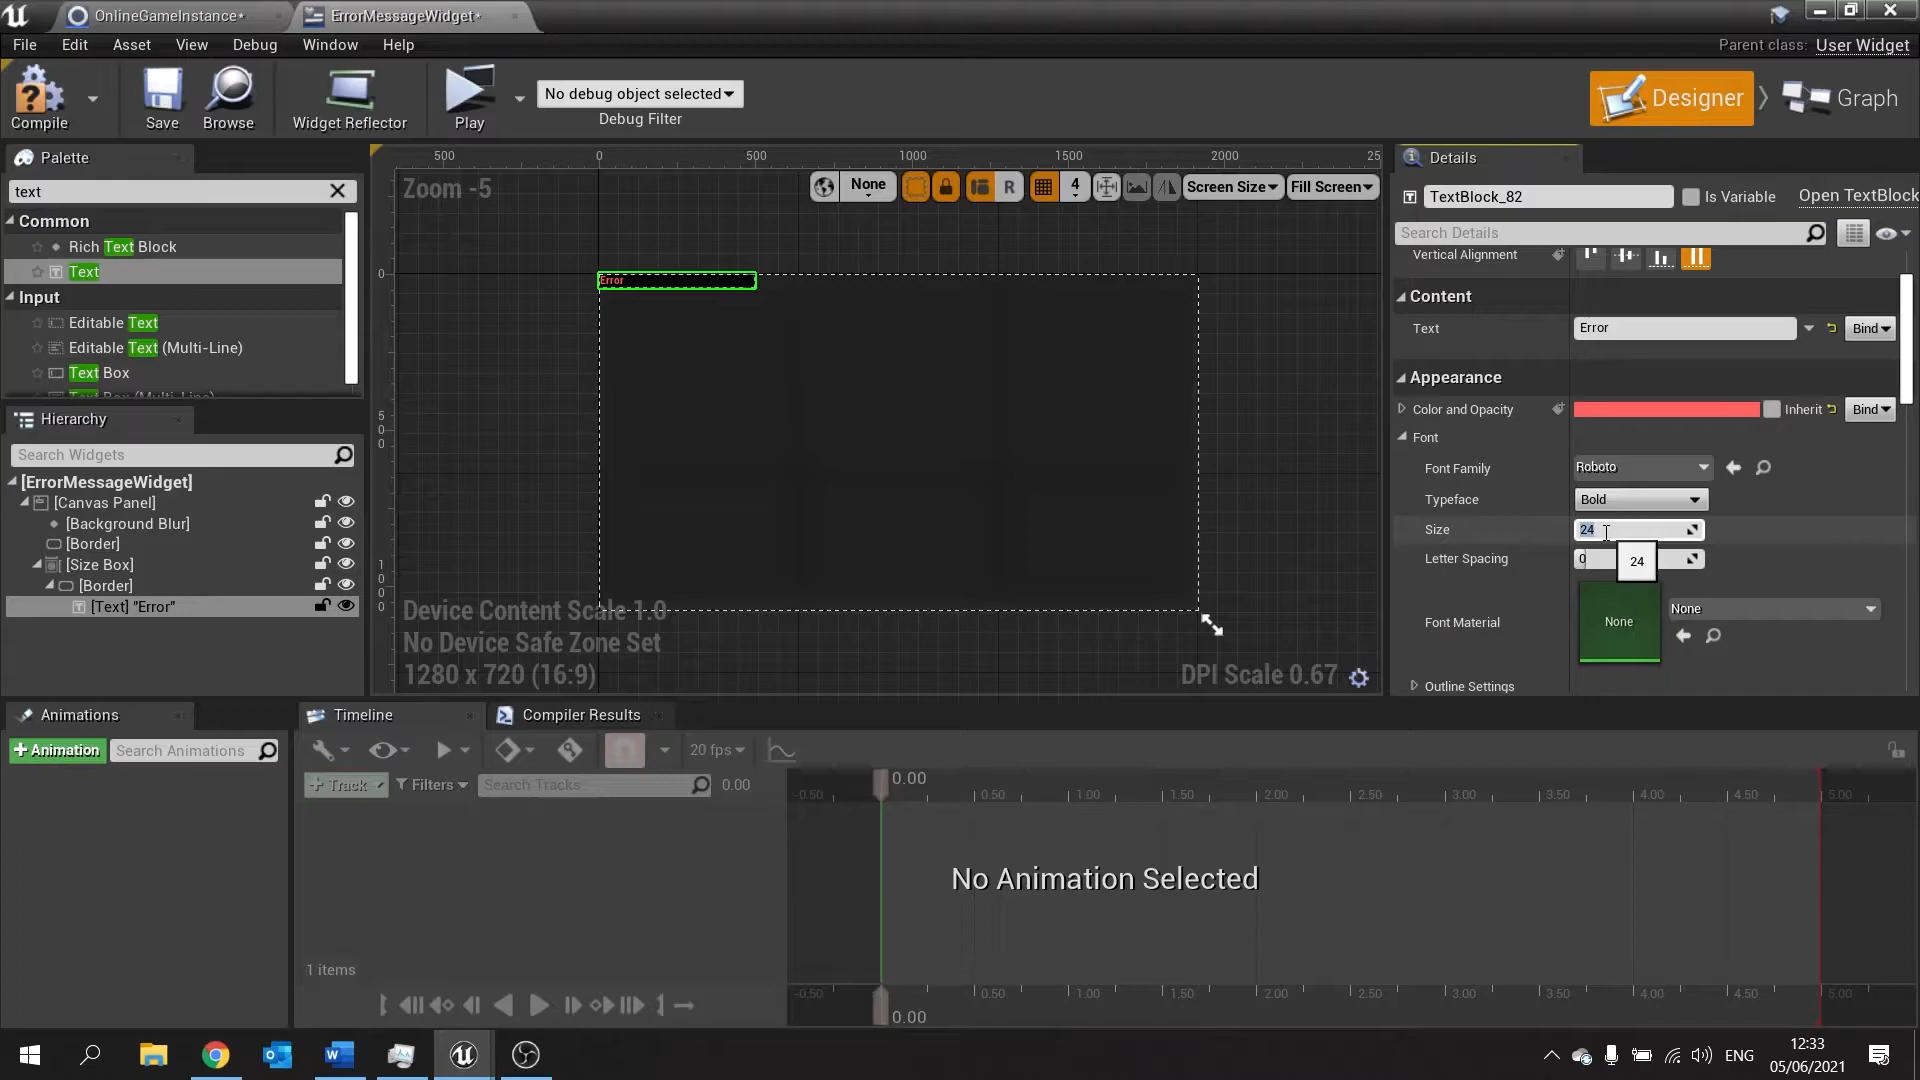 OnlineGameInstance*
ErrorMessageWidget*
File Edit Asset View Debug Window Help
Parent class: User Widget
Compile
Save
Browse
Widget Reflector
Play
No debug object selected
Debug Filter
Designer
Graph
Palette
text
Common
Rich Text Block
Text
Input
Editable Text
Editable Text (Multi-Line)
Text Box
Text Box (Multi-Line)
Hierarchy
Search Widgets
[ErrorMessageWidget]
[Canvas Panel]
[Background Blur]
[Border]
[Size Box]
[Border]
[Text] "Error"
500 0 500 1000 1500 2000 25
Zoom -5
None
R
4
Screen Size
Fill Screen
0
Error
5
0
0
1
0
0
0
Device Content Scale 1.0
No Device Safe Zone Set
1280 x 720 (16:9)
DPI Scale 0.67
Details
TextBlock_82
Is Variable
Open TextBlock
Search Details
Vertical Alignment
Content
Text
Error
Bind
Appearance
Color and Opacity
Inherit
Bind
Font
Font Family
Roboto
Typeface
Bold
Size
24
Letter Spacing
0
24
Font Material
None
None
Outline Settings
Animations
+ Animation
Search Animations
Timeline
Compiler Results
20 fps
+ Track
Filters
Search Tracks
0.00
0.00
-0.50 0.50 1.00 1.50 2.00 2.50 3.00 3.50 4.00 4.50 5.00
No Animation Selected
1 items
-0.50 0.50 1.00 1.50 2.00 2.50 3.00 3.50 4.00 4.50 5.00
0.00
ENG
12:33
05/06/2021